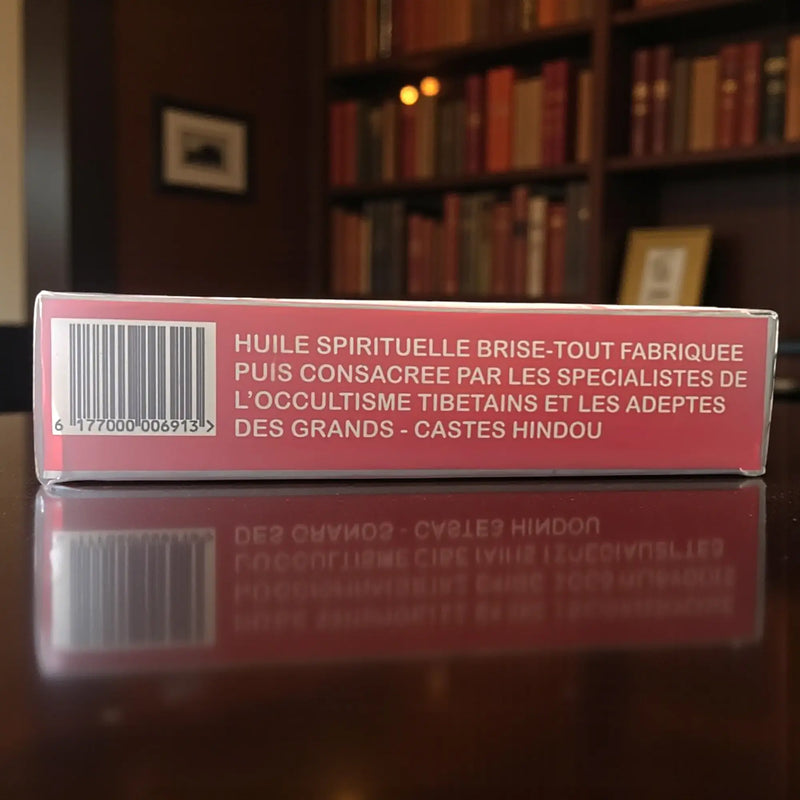 HUILE SPIRITUELLE BRISE-TOUT FABRIQUEE
PUIS CONSACREE PAR LES SPECIALISTES DE
L'OCCULTISME TIBETAINS ET LES ADEPTES
DES GRANDS - CASTES HINDOU
6 177000 006913 >